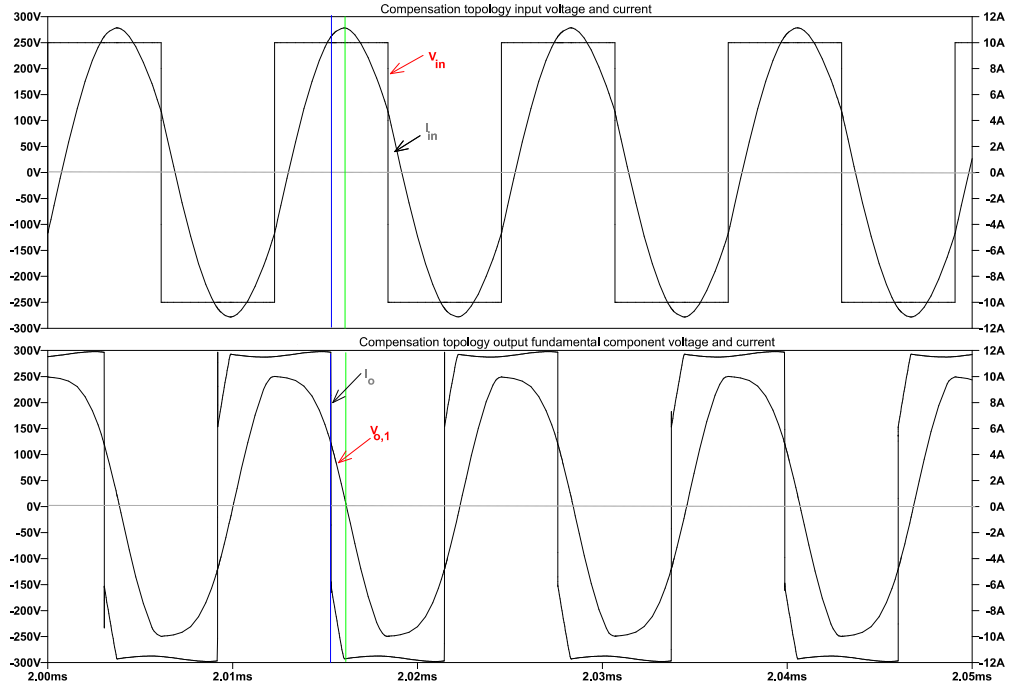 Compensation topology input voltage and current
300V 12A
250V 10A
200V 8A
150V 6A
100V 4A
50V 2A
0V 0A
-50V -2A
-100V -4A
-150V -6A
-200V -8A
-250V -10A
-300V -12A
Vin
Iin
Compensation topology output fundamental component voltage and current
300V 12A
250V 10A
200V 8A
150V 6A
100V 4A
50V 2A
0V 0A
-50V -2A
-100V -4A
-150V -6A
-200V -8A
-250V -10A
-300V -12A
Io
Vo,1
2.00ms 2.01ms 2.02ms 2.03ms 2.04ms 2.05ms